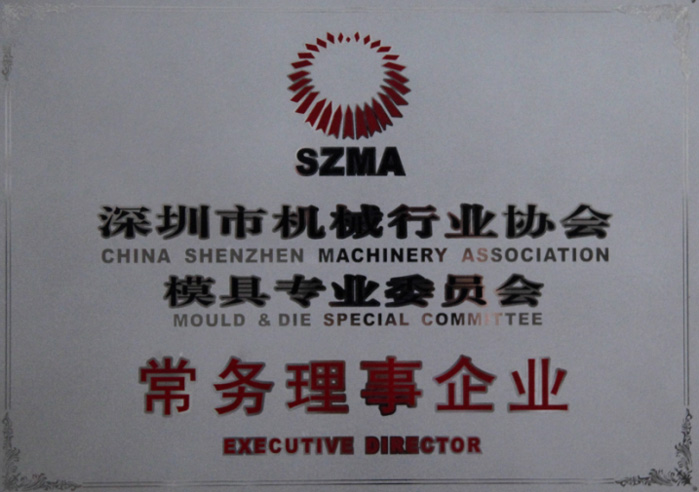 SZMA
深圳市机械行业协会
CHINA SHENZHEN MACHINERY ASSOCIATION
模具专业委员会
MOULD & DIE SPECIAL COMMITTEE
常务理事企业
EXECUTIVE DIRECTOR